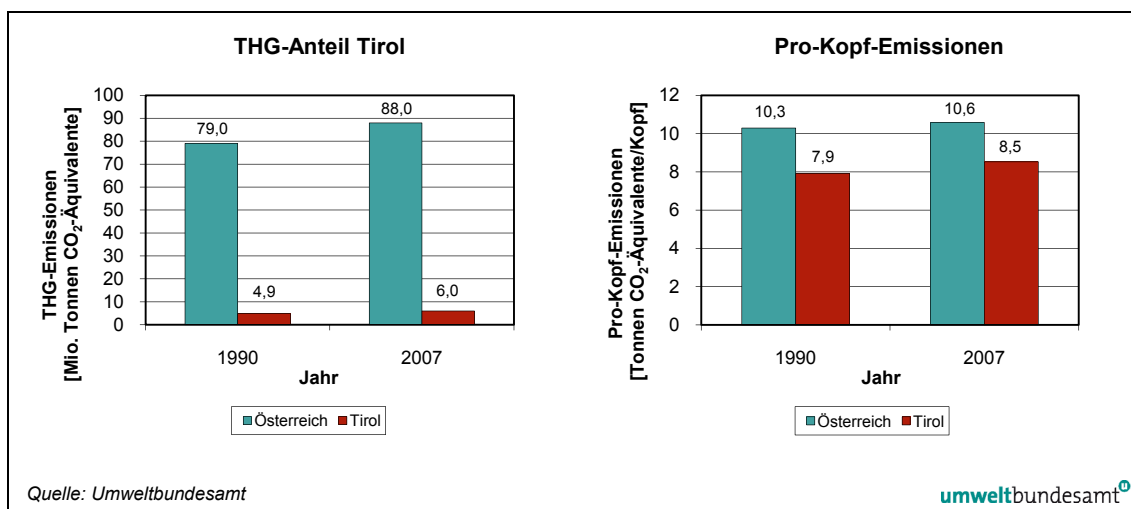 THG-Anteil Tirol
THG-Emissionen
[Mio. Tonnen CO₂-Äquivalente]
100
90
80
70
60
50
40
30
20
10
0
79,0
4,9
88,0
6,0
1990
2007
Jahr
Österreich
Tirol
Pro-Kopf-Emissionen
Pro-Kopf-Emissionen
[Tonnen CO₂-Äquivalente/Kopf]
12
10
8
6
4
2
0
10,3
7,9
10,6
8,5
1990
2007
Jahr
Österreich
Tirol
Quelle: Umweltbundesamt
umweltbundesamt
u